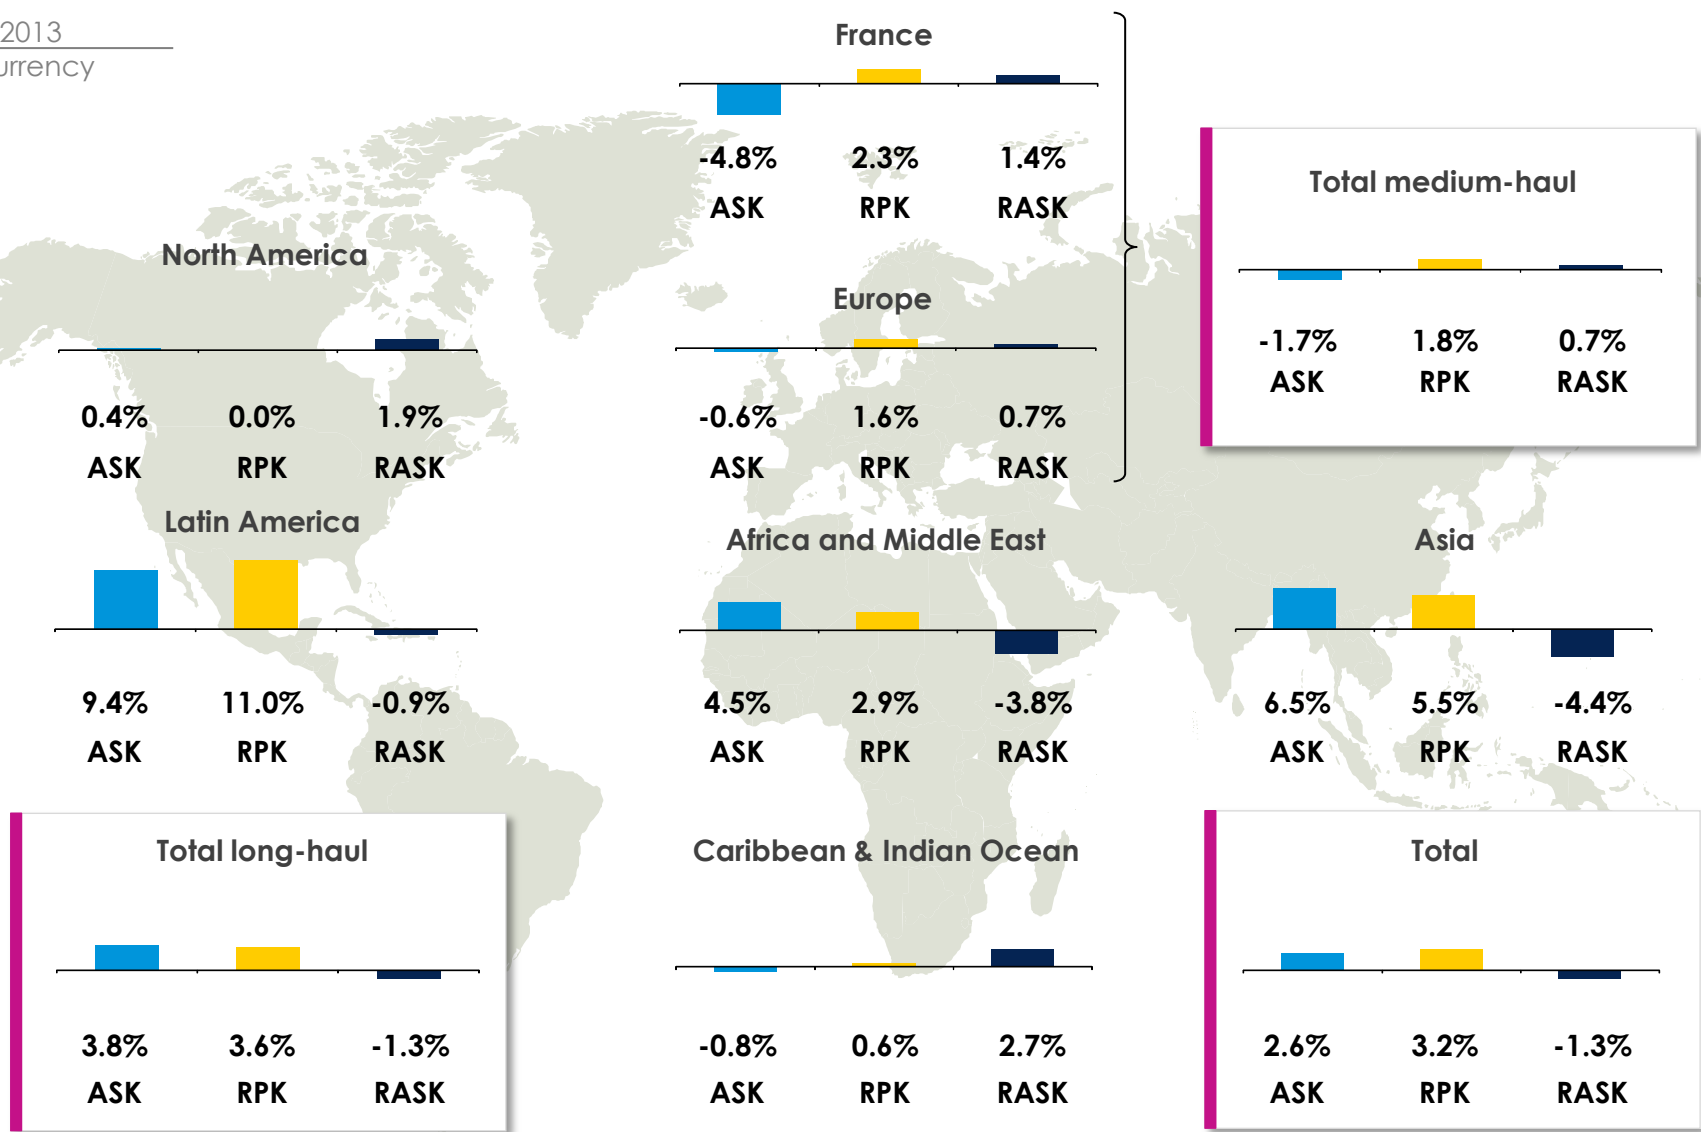 2013
France
-4.8% 2.3% 1.4%
ASK RPK RASK
Total medium-haul
-1.7% 1.8% 0.7%
ASK RPK RASK
North America
0.4% 0.0% 1.9%
ASK RPK RASK
Europe
-0.6% 1.6% 0.7%
ASK RPK RASK
Latin America
9.4% 11.0% -0.9%
ASK RPK RASK
Africa and Middle East
4.5% 2.9% -3.8%
ASK RPK RASK
Asia
6.5% 5.5% -4.4%
ASK RPK RASK
Total long-haul
3.8% 3.6% -1.3%
ASK RPK RASK
Caribbean & Indian Ocean
-0.8% 0.6% 2.7%
ASK RPK RASK
Total
2.6% 3.2% -1.3%
ASK RPK RASK